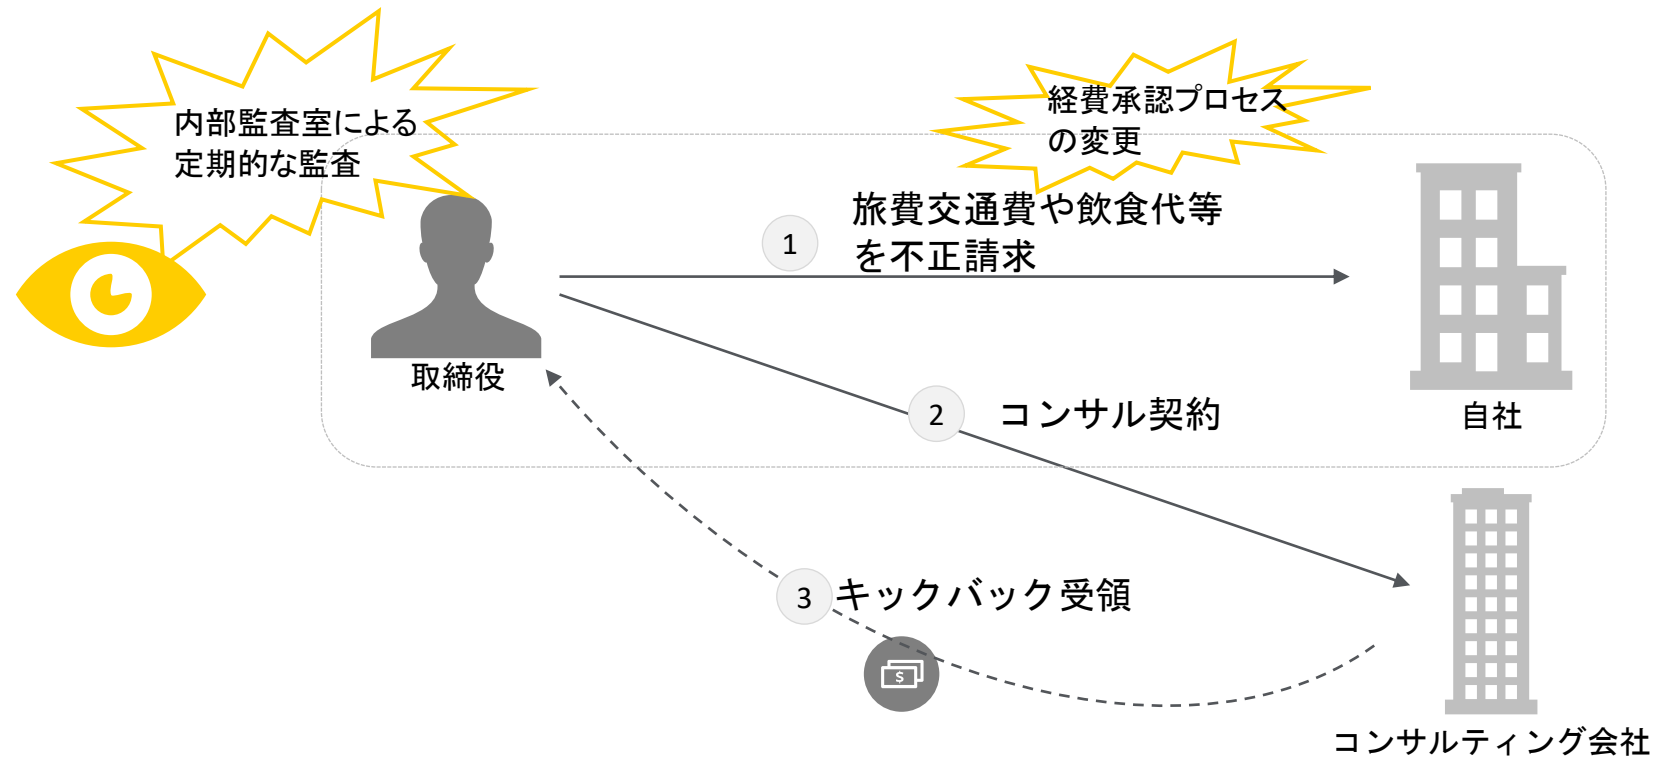 内部監査室による
定期的な監査
経費承認プロセス
の変更
1
旅費交通費や飲食代等
を不正請求
取締役
自社
2
コンサル契約
3
キックバック受領
$
コンサルティング会社